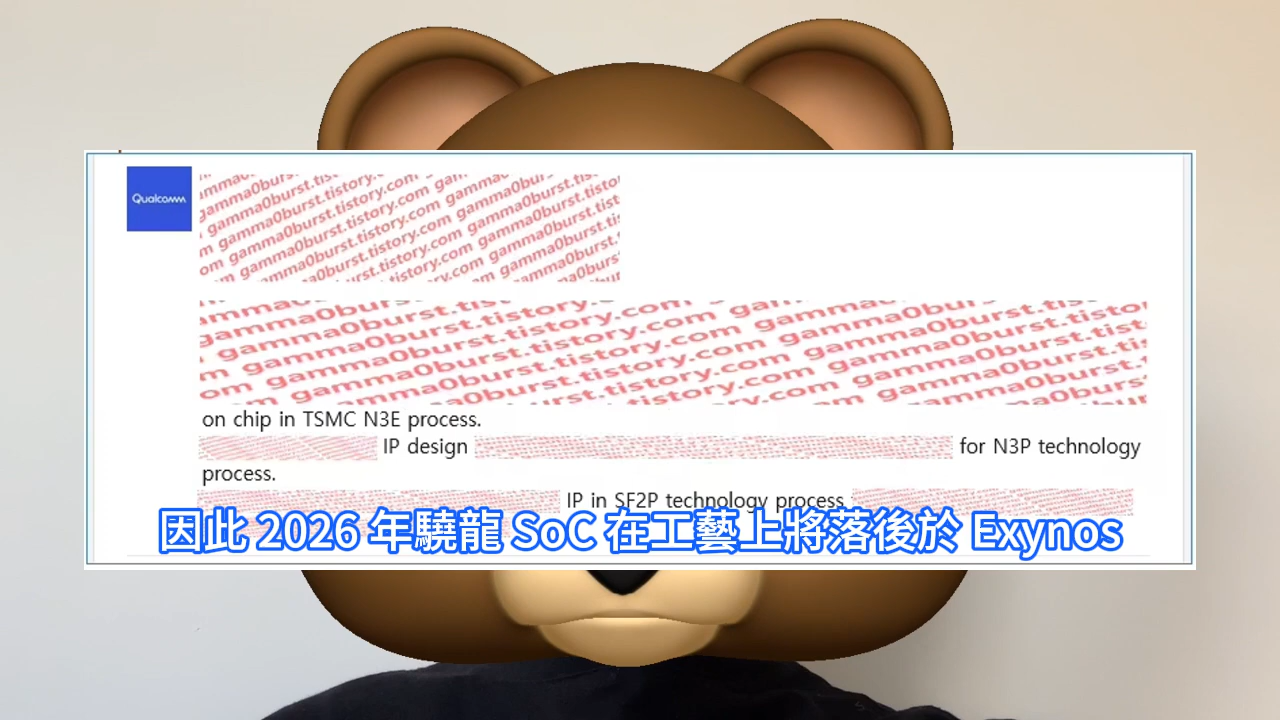 Qualcomm
gamma0burst.tistory.com
on chip in TSMC N3E process.
IP design for N3P technology
process.
IP in SF2P technology process
因此 2026 年驍龍 SoC 在工藝上將落後於 Exynos